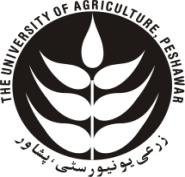 THE UNIVERSITY OF AGRICULTURE, PESHAWAR
زرعی یونیورسٹی، پشاور